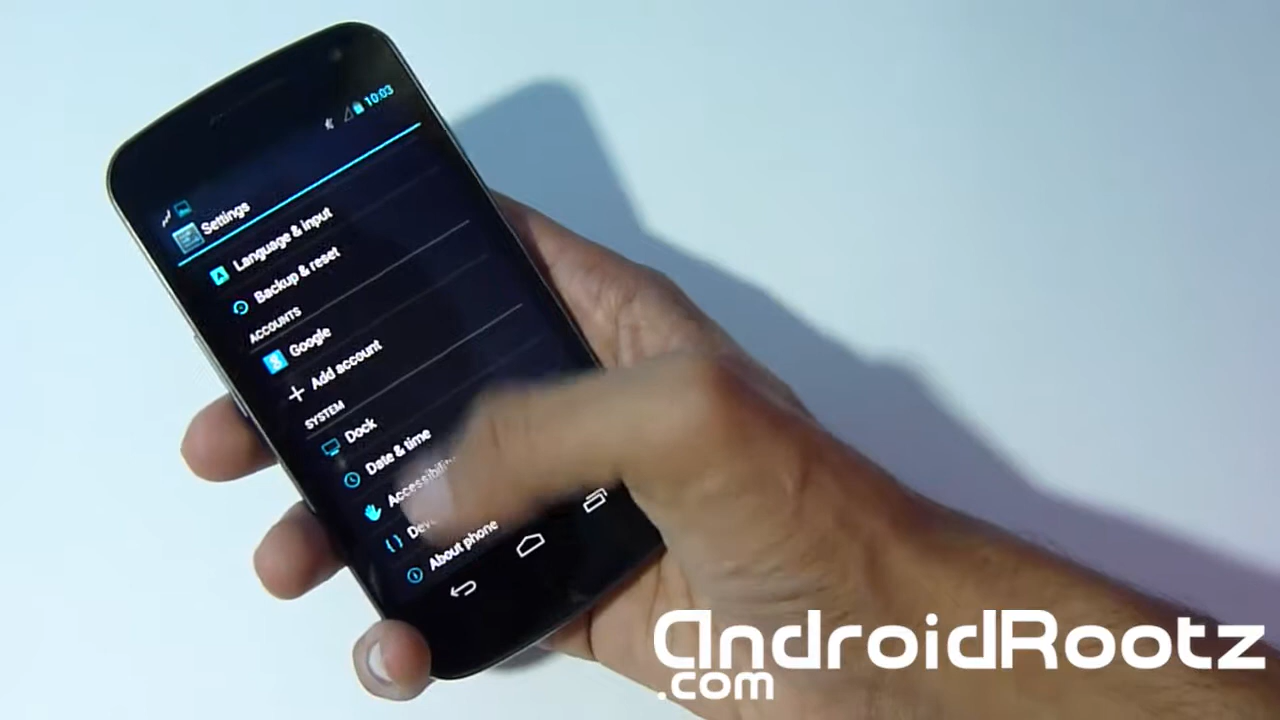 10:03
Settings
Language & input
Backup & reset
ACCOUNTS
Google
Add account
SYSTEM
Dock
Date & time
About phone
AndroidRootz
.com